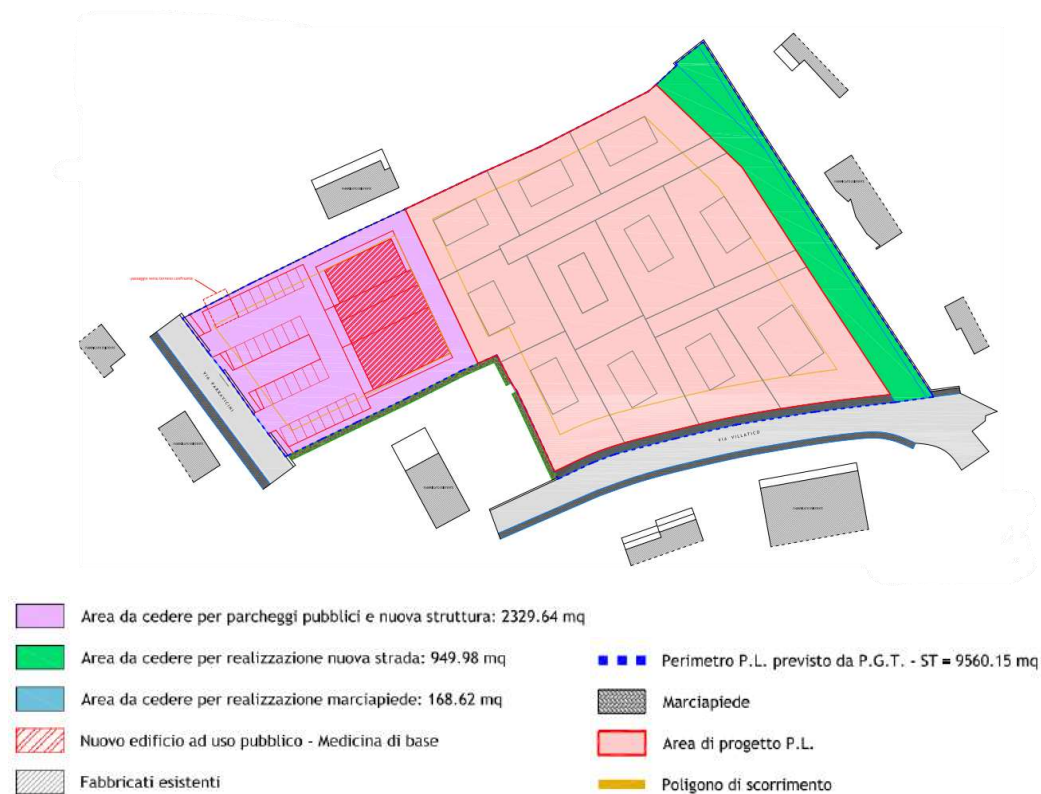 VIA PARRAVICINI
VIA VILLATICO
Area da cedere per parcheggi pubblici e nuova struttura: 2329.64 mq
Area da cedere per realizzazione nuova strada: 949.98 mq
Area da cedere per realizzazione marciapiede: 168.62 mq
Nuovo edificio ad uso pubblico - Medicina di base
Fabbricati esistenti
Perimetro P.L. previsto da P.G.T. - ST = 9560.15 mq
Marciapiede
Area di progetto P.L.
Poligono di scorrimento